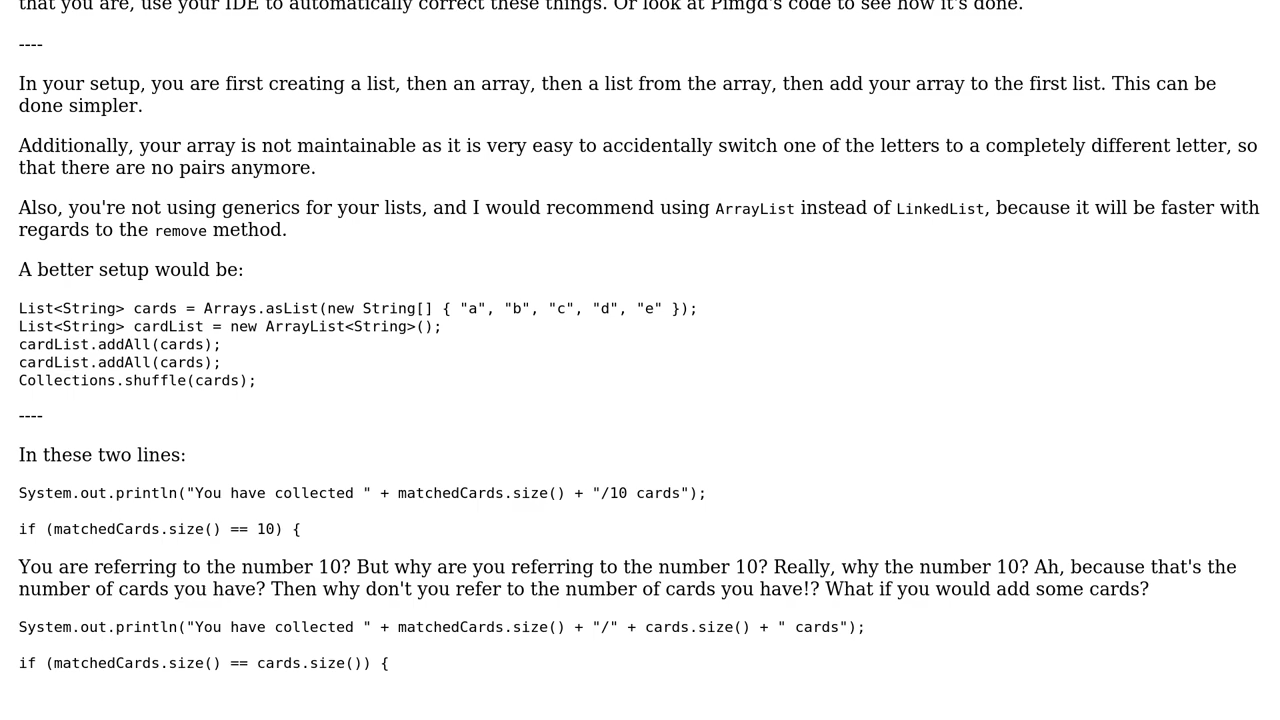 that you are, use your IDE to automatically correct these things. Or look at Pimgd's code to see how it's done.
----
In your setup, you are first creating a list, then an array, then a list from the array, then add your array to the first list. This can be
done simpler.
Additionally, your array is not maintainable as it is very easy to accidentally switch one of the letters to a completely different letter, so
that there are no pairs anymore.
Also, you're not using generics for your lists, and I would recommend using ArrayList instead of LinkedList, because it will be faster with
regards to the remove method.
A better setup would be:
List<String> cards = Arrays.asList(new String[] { "a", "b", "c", "d", "e" });
List<String> cardList = new ArrayList<String>();
cardList.addAll(cards);
cardList.addAll(cards);
Collections.shuffle(cards);
----
In these two lines:
System.out.println("You have collected " + matchedCards.size() + "/10 cards");
if (matchedCards.size() == 10) {
You are referring to the number 10? But why are you referring to the number 10? Really, why the number 10? Ah, because that's the
number of cards you have? Then why don't you refer to the number of cards you have!? What if you would add some cards?
System.out.println("You have collected " + matchedCards.size() + "/" + cards.size() + " cards");
if (matchedCards.size() == cards.size()) {